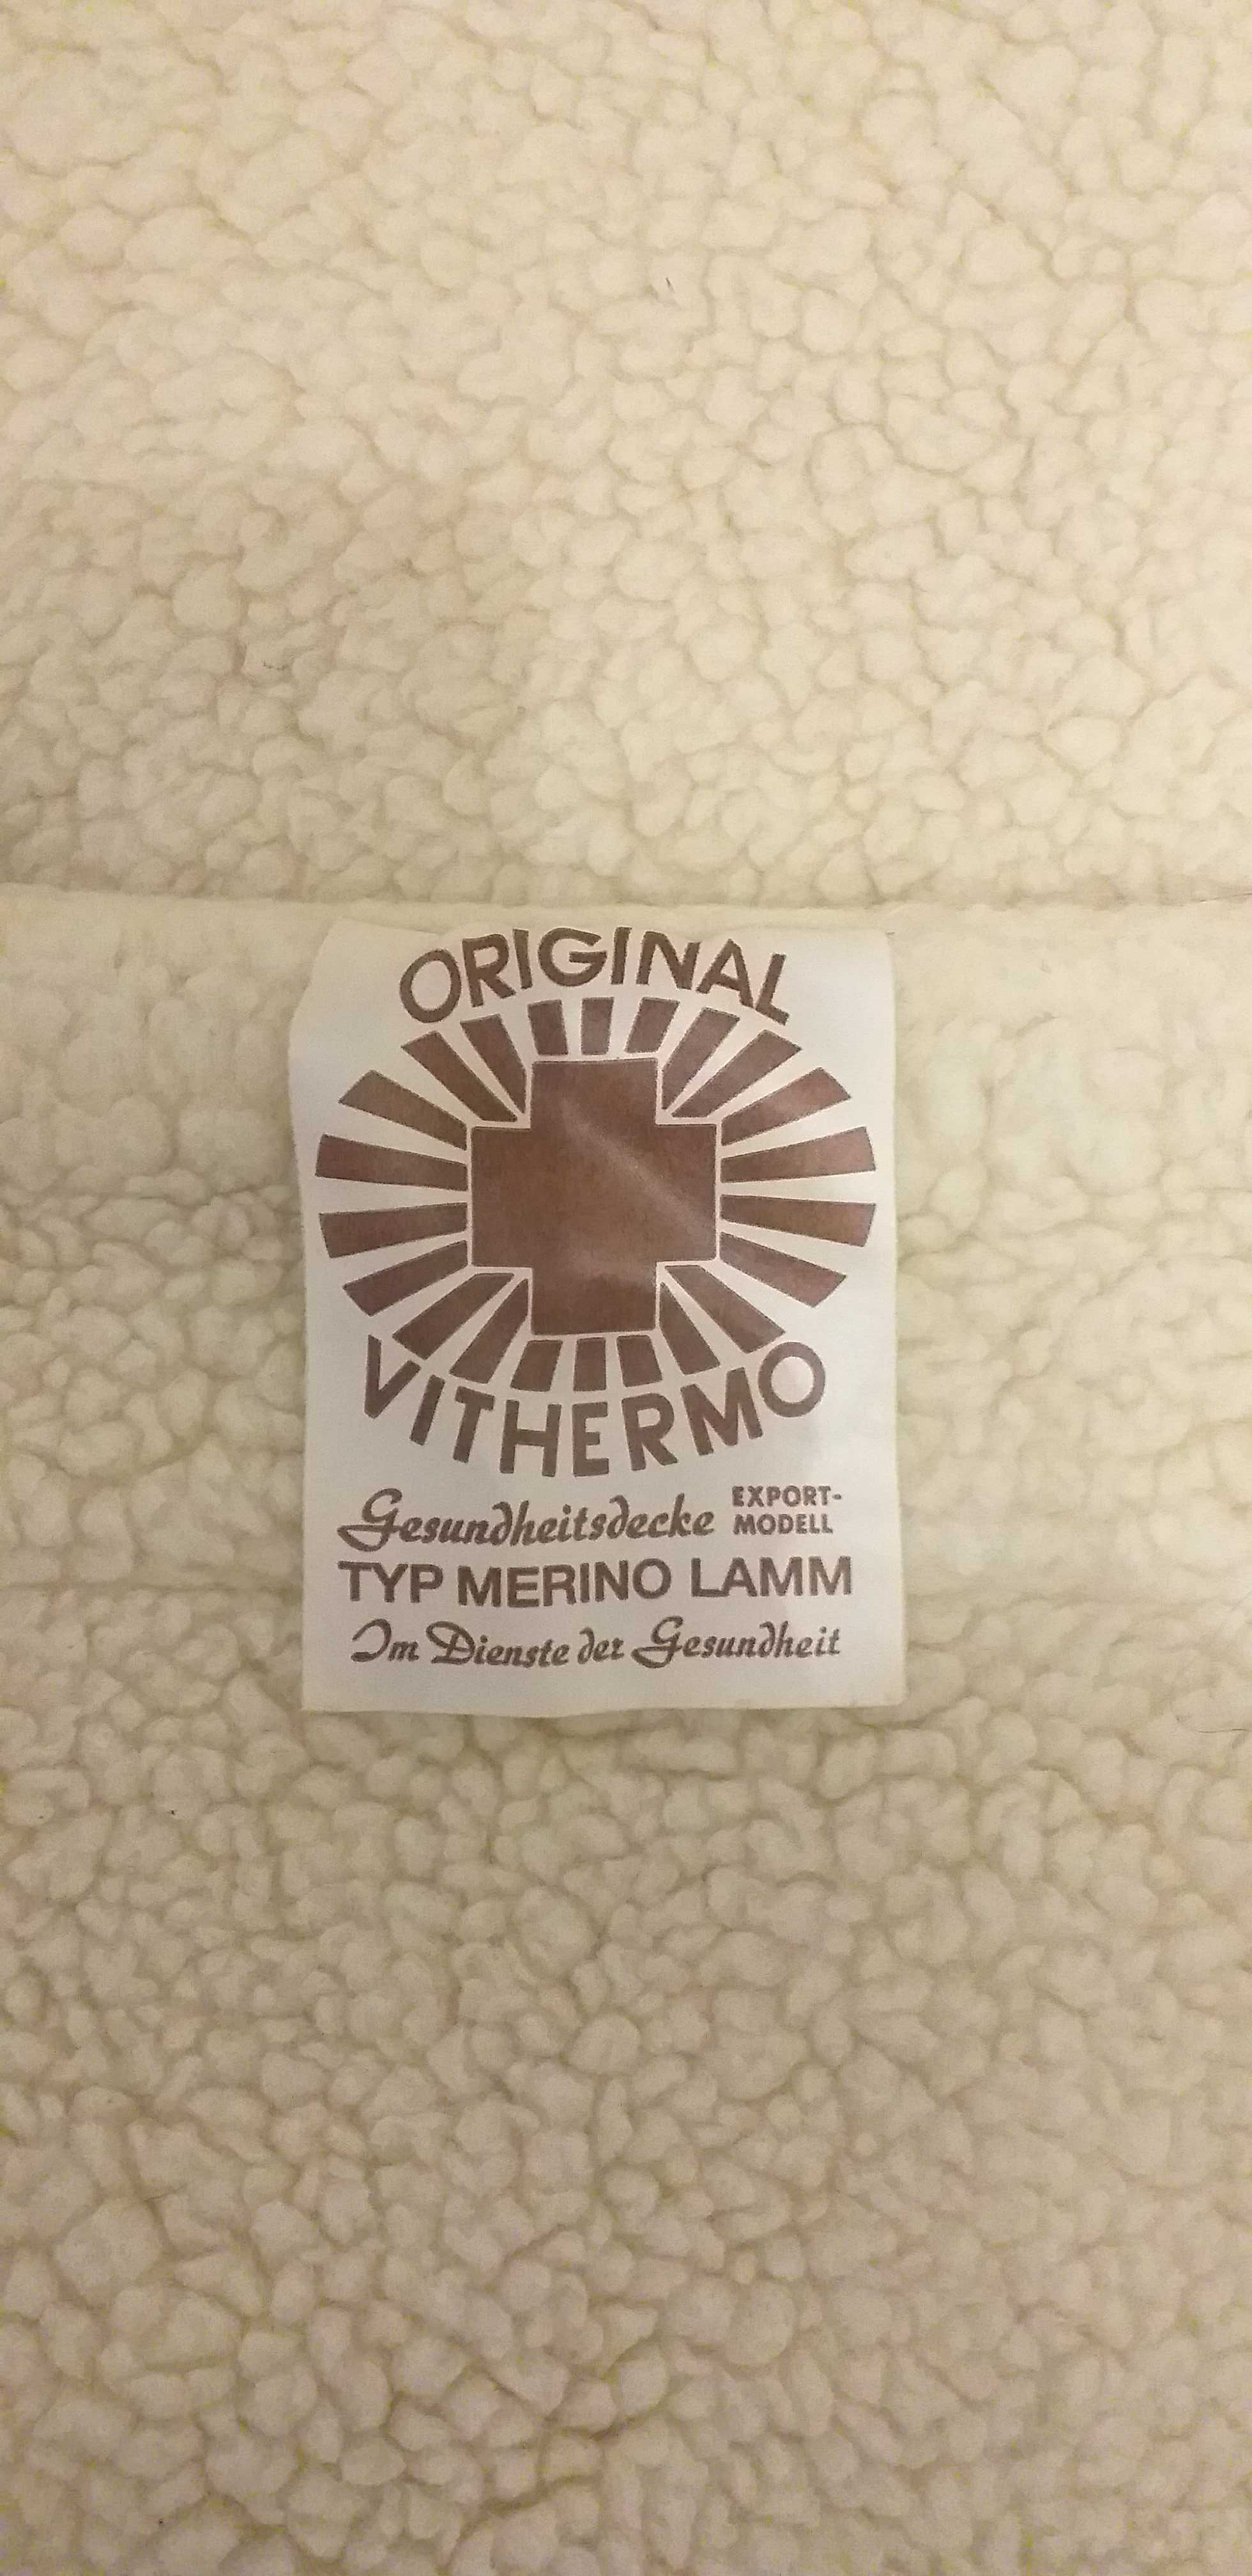 ORIGINAL
VITHERMO
Gesundheitsdecke EXPORT-
MODELL
TYP MERINO LAMM
Im Dienste der Gesundheit